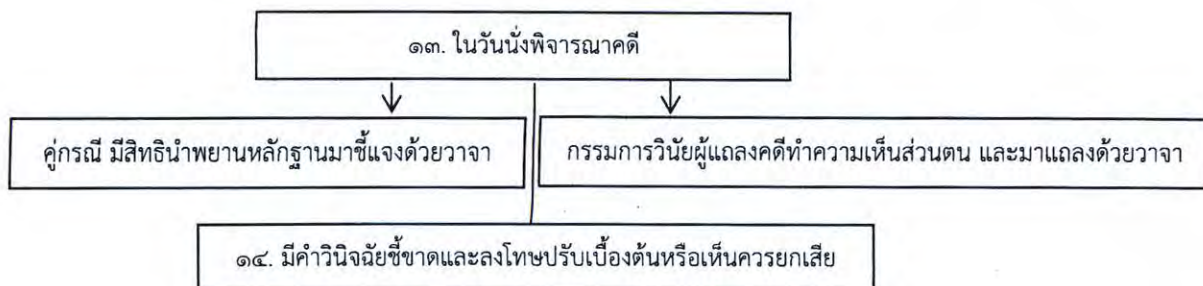 ๑๓. ในวันนั่งพิจารณาคดี
คู่กรณี มีสิทธินำพยานหลักฐานมาชี้แจงด้วยวาจา
กรรมการวินัยผู้แถลงคดีทำความเห็นส่วนตน และมาแถลงด้วยวาจา
๑๔. มีคำวินิจฉัยชี้ขาดและลงโทษปรับเบื้องต้นหรือเห็นควรยกเสีย